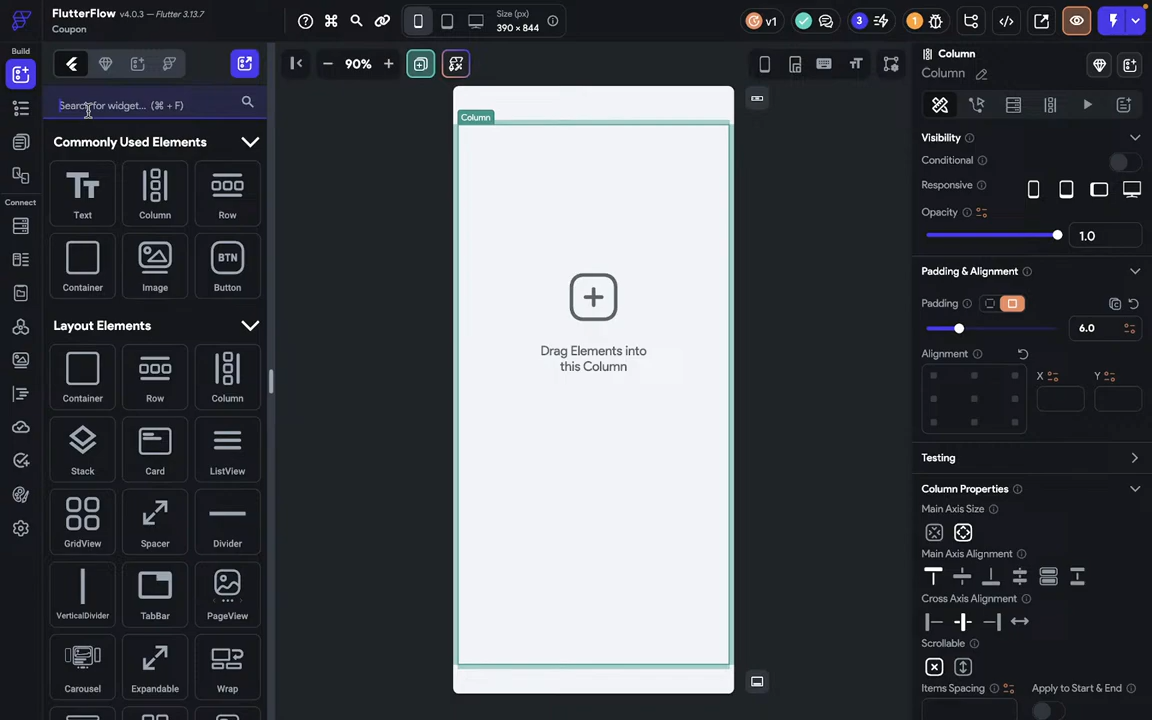 FlutterFlow v4.0.3 Flutter 3.13.7
Coupon
Size (px)
390 × 844
v1
3
1
Build
90%
Column
Column
Search for widget... (⌘ + F)
Commonly Used Elements
Text Column Row
Container Image Button
BTN
Layout Elements
Container Row Column
Stack Card ListView
GridView Spacer Divider
VerticalDivider TabBar PageView
Carousel Expandable Wrap
Connect
Column
Drag Elements into
this Column
Visibility
Conditional
Responsive
Opacity 1.0
Padding & Alignment
Padding
6.0
Alignment X Y
Testing
Column Properties
Main Axis Size
Main Axis Alignment
Cross Axis Alignment
Scrollable
Items Spacing Apply to Start & End